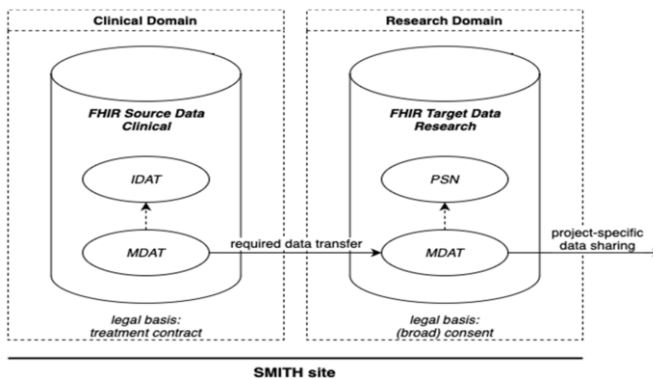 Clinical Domain
Research Domain
FHIR Source Data
Clinical
FHIR Target Data
Research
IDAT
PSN
MDAT
required data transfer
MDAT
project-specific
data sharing
legal basis:
treatment contract
legal basis:
(broad) consent
SMITH site